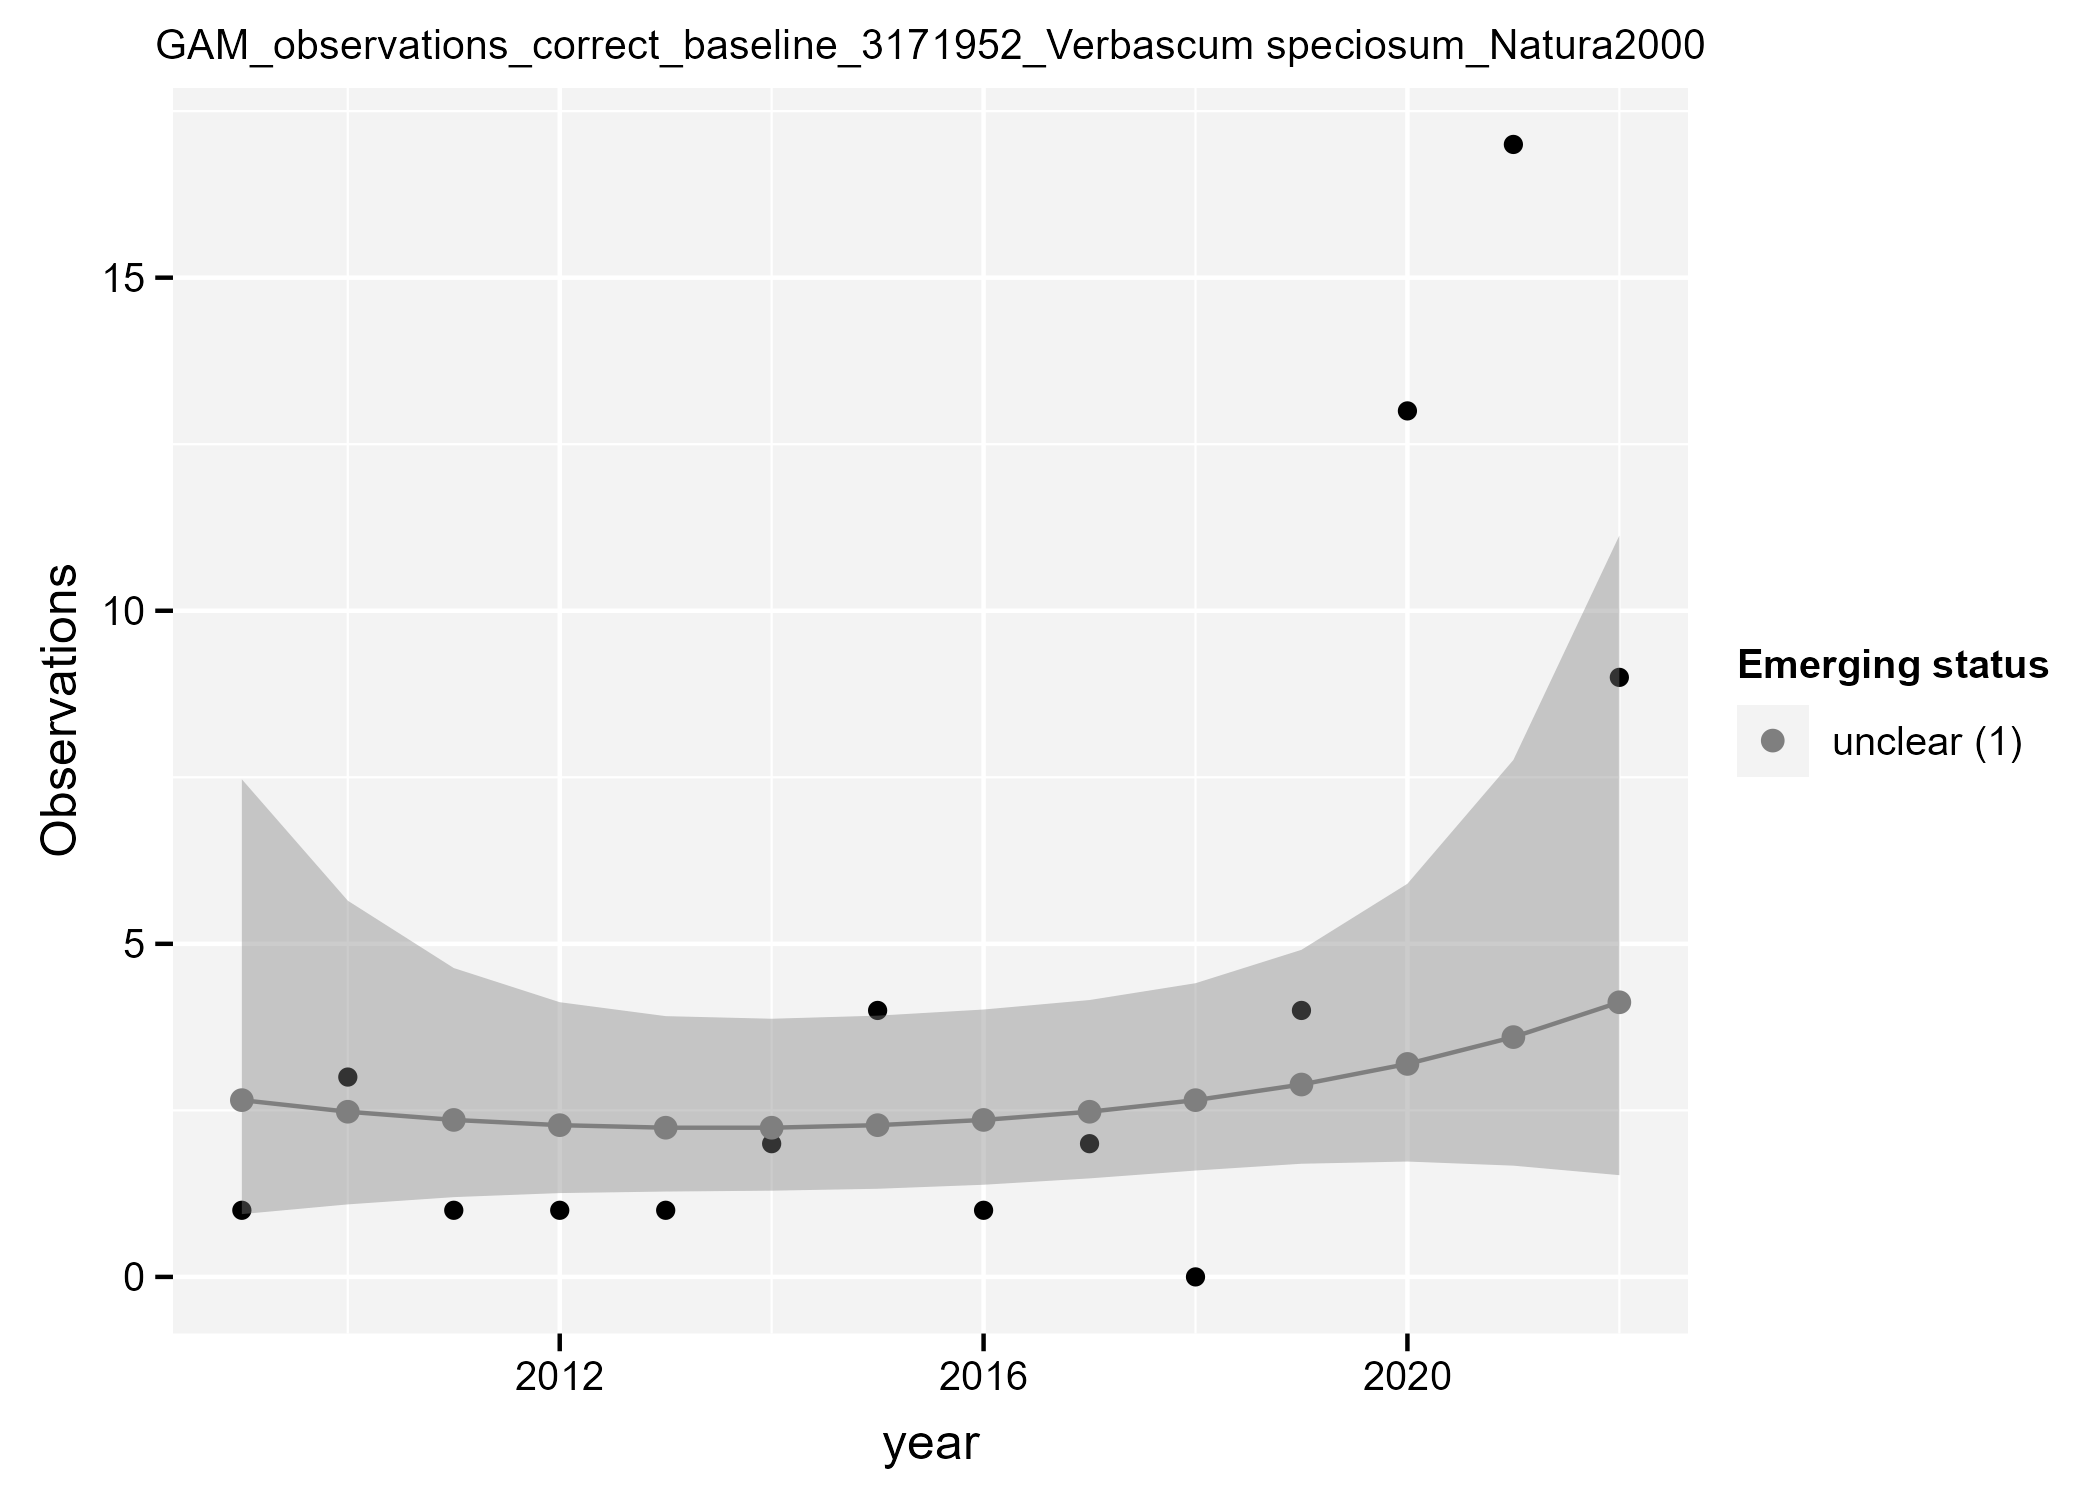 GAM_observations_correct_baseline_3171952_Verbascum speciosum_Natura2000
Observations
15
10
5
0
2012
2016
2020
year
Emerging status
unclear (1)